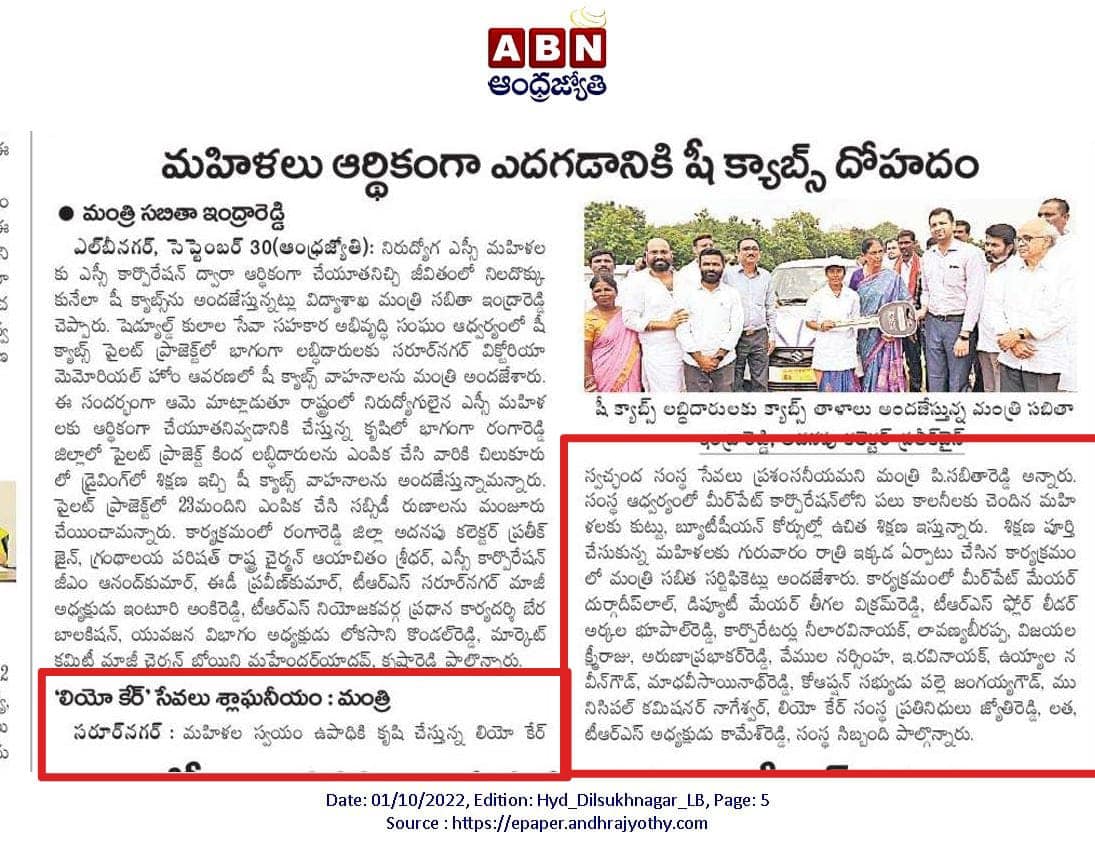 ABN
ఆంధ్రజ్యోతి
మహిళలు ఆర్థికంగా ఎదగడానికి షీ క్యాబ్స్ దోహదం
● మంత్రి సబితా ఇంద్రారెడ్డి
ఎల్‌బీనగర్, సెప్టెంబర్ 30(ఆంధ్రజ్యోతి): నిరుద్యోగ ఎస్సీ మహిళల
కు ఎస్సీ కార్పొరేషన్ ద్వారా ఆర్థికంగా చేయూతనిచ్చి జీవితంలో నిలదొక్కు
కునేలా షీ క్యాబ్స్‌ను అందజేస్తున్నట్లు విద్యాశాఖ మంత్రి సబితా ఇంద్రారెడ్డి
చెప్పారు. షెడ్యూల్డ్ కులాల సేవా సహకార అభివృద్ధి సంఘం ఆధ్వర్యంలో షీ
క్యాబ్స్ పైలట్ ప్రాజెక్ట్‌లో భాగంగా లబ్ధిదారులకు సరూర్‌నగర్ విక్టోరియా
మెమోరియల్ హోం ఆవరణలో షీ క్యాబ్స్ వాహనాలను మంత్రి అందజేశారు.
ఈ సందర్భంగా ఆమె మాట్లాడుతూ రాష్ట్రంలో నిరుద్యోగులైన ఎస్సీ మహిళ
లకు ఆర్థికంగా చేయూతనివ్వడానికి చేస్తున్న కృషిలో భాగంగా రంగారెడ్డి
జిల్లాలో పైలట్ ప్రాజెక్ట్ కింద లబ్ధిదారులను ఎంపిక చేసి వారికి చిలుకూరు
లో డ్రైవింగ్‌లో శిక్షణ ఇచ్చి షీ క్యాబ్స్ వాహనాలను అందజేస్తున్నామన్నారు.
పైలట్ ప్రాజెక్ట్‌లో 23మందిని ఎంపిక చేసి సబ్సిడీ రుణాలను మంజూరు
చేయించామన్నారు. కార్యక్రమంలో రంగారెడ్డి జిల్లా అదనపు కలెక్టర్ ప్రతీక్
జైన్, గ్రంథాలయ పరిషత్ రాష్ట్ర చైర్మన్ ఆయాచితం శ్రీధర్, ఎస్సీ కార్పొరేషన్
జీఎం ఆనంద్‌కుమార్, ఈడీ ప్రవీణ్‌కుమార్, టీఆర్‌ఎస్ సరూర్‌నగర్ మాజీ
అధ్యక్షుడు ఇంటూరి అంకిరెడ్డి, టీఆర్‌ఎస్ నియోజకవర్గ ప్రధాన కార్యదర్శి బేర
బాలకిషన్, యువజన విభాగం అధ్యక్షుడు లోకసాని కొండల్‌రెడ్డి, మార్కెట్
కమిటీ మాజీ చైర్మన్ బోయిని మహేందర్‌యాదవ్, కృష్ణారెడ్డి పాల్గొన్నారు.
‘లియో కేర్’ సేవలు శ్లాఘనీయం : మంత్రి
సరూర్‌నగర్ : మహిళల స్వయం ఉపాధికి కృషి చేస్తున్న లియో కేర్
షీ క్యాబ్స్ లబ్ధిదారులకు క్యాబ్స్ తాళాలు అందజేస్తున్న మంత్రి సబితా
ఇంద్రారెడ్డి, అదనపు కలెక్టర్ ప్రతీక్‌జైన్
స్వచ్ఛంద సంస్థ సేవలు ప్రశంసనీయమని మంత్రి పి.సబితారెడ్డి అన్నారు.
సంస్థ ఆధ్వర్యంలో మీర్‌పేట్ కార్పొరేషన్‌లోని పలు కాలనీలకు చెందిన మహి
ళలకు కుట్టు, బ్యూటీషియన్ కోర్సుల్లో ఉచిత శిక్షణ ఇస్తున్నారు. శిక్షణ పూర్తి
చేసుకున్న మహిళలకు గురువారం రాత్రి ఇక్కడ ఏర్పాటు చేసిన కార్యక్రమం
లో మంత్రి సబిత సర్టిఫికెట్లు అందజేశారు. కార్యక్రమంలో మీర్‌పేట్ మేయర్
దుర్గాదీప్‌లాల్, డిప్యూటీ మేయర్ తీగల విక్రమ్‌రెడ్డి, టీఆర్‌ఎస్ ఫ్లోర్ లీడర్
అర్కల భూపాల్‌రెడ్డి, కార్పొరేటర్లు నీలారవినాయక్, లావణ్యబీరప్ప, విజయల
క్ష్మీరాజు, అరుణాప్రభాకర్‌రెడ్డి, వేముల నర్సింహ, ఇ.రవినాయక్, ఉయ్యాల న
వీన్‌గౌడ్, మాధవీసాయినాథ్‌రెడ్డి, కోఆప్షన్ సభ్యుడు పల్లె జంగయ్యగౌడ్, ము
నిసిపల్ కమిషనర్ నాగేశ్వర్, లియో కేర్ సంస్థ ప్రతినిధులు జ్యోతిరెడ్డి, లత,
టీఆర్‌ఎస్ అధ్యక్షుడు కామేశ్‌రెడ్డి, సంస్థ సిబ్బంది పాల్గొన్నారు.
Date: 01/10/2022, Edition: Hyd_Dilsukhnagar_LB, Page: 5
Source : https://epaper.andhrajyothy.com